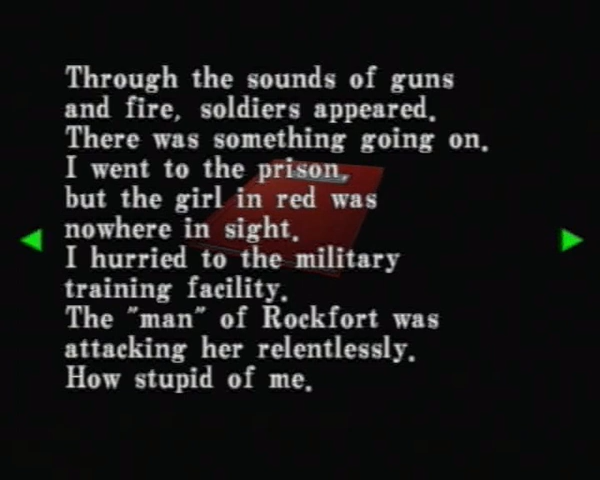 Through the sounds of guns
and fire, soldiers appeared.
There was something going on.
I went to the prison,
but the girl in red was
nowhere in sight.
I hurried to the military
training facility.
The "man" of Rockfort was
attacking her relentlessly.
How stupid of me.